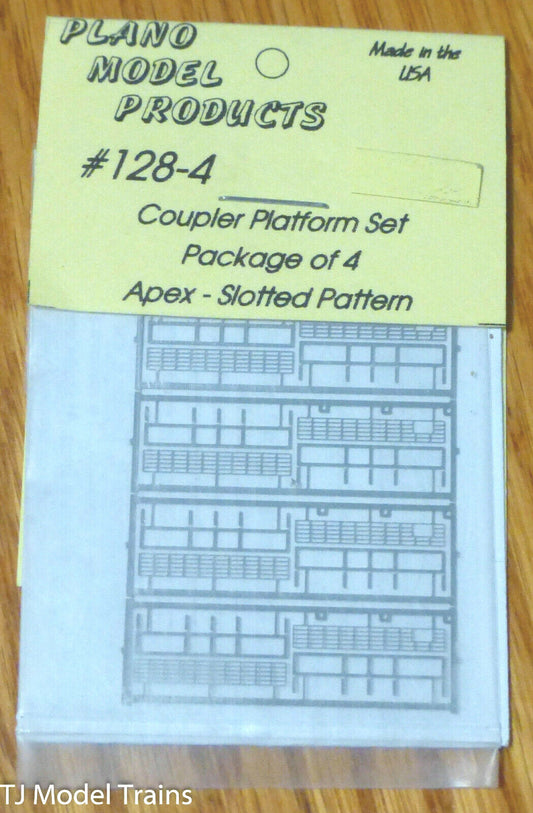 PLANO
MODEL
PRODUCTS
Made in the
USA
#128-4
Coupler Platform Set
Package of 4
Apex - Slotted Pattern
TJ Model Trains